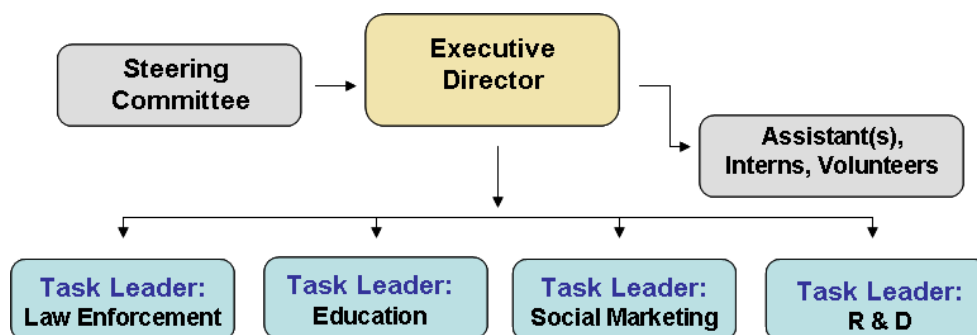 Steering
Committee
Executive
Director
Assistant(s),
Interns, Volunteers
Task Leader:
Law Enforcement
Task Leader:
Education
Task Leader:
Social Marketing
Task Leader:
R & D